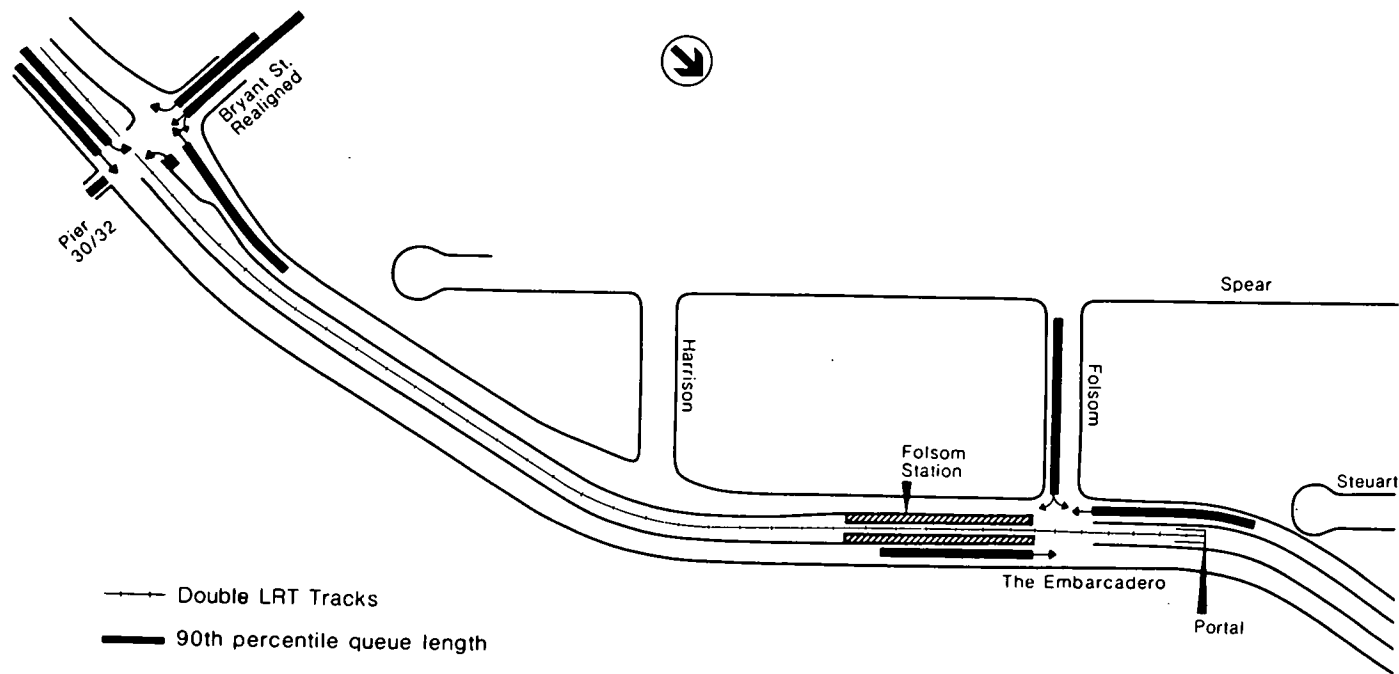 Bryant St.
Realigned
Pier
30/32
Spear
Harrison
Folsom
Folsom
Station
Steuart
The Embarcadero
Portal
Double LRT Tracks
90th percentile queue length